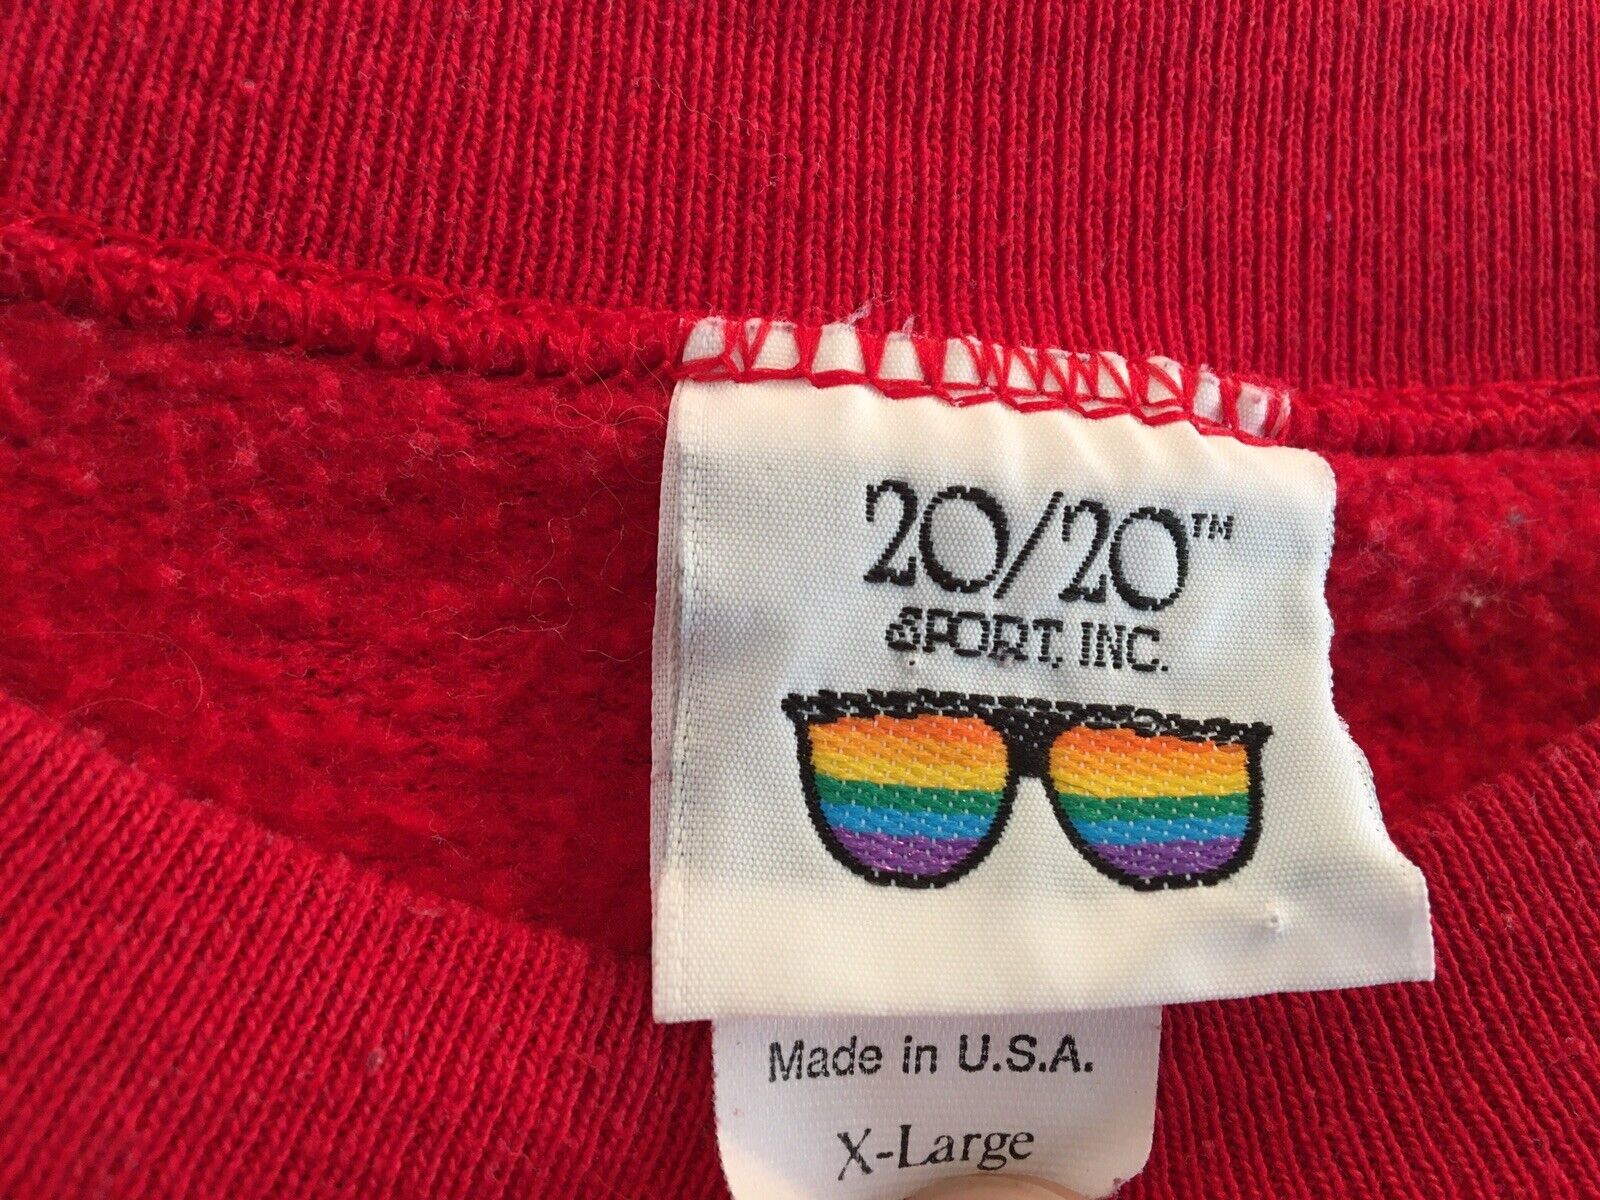 20/20™
SPORT, INC.
Made in U.S.A.
X-Large